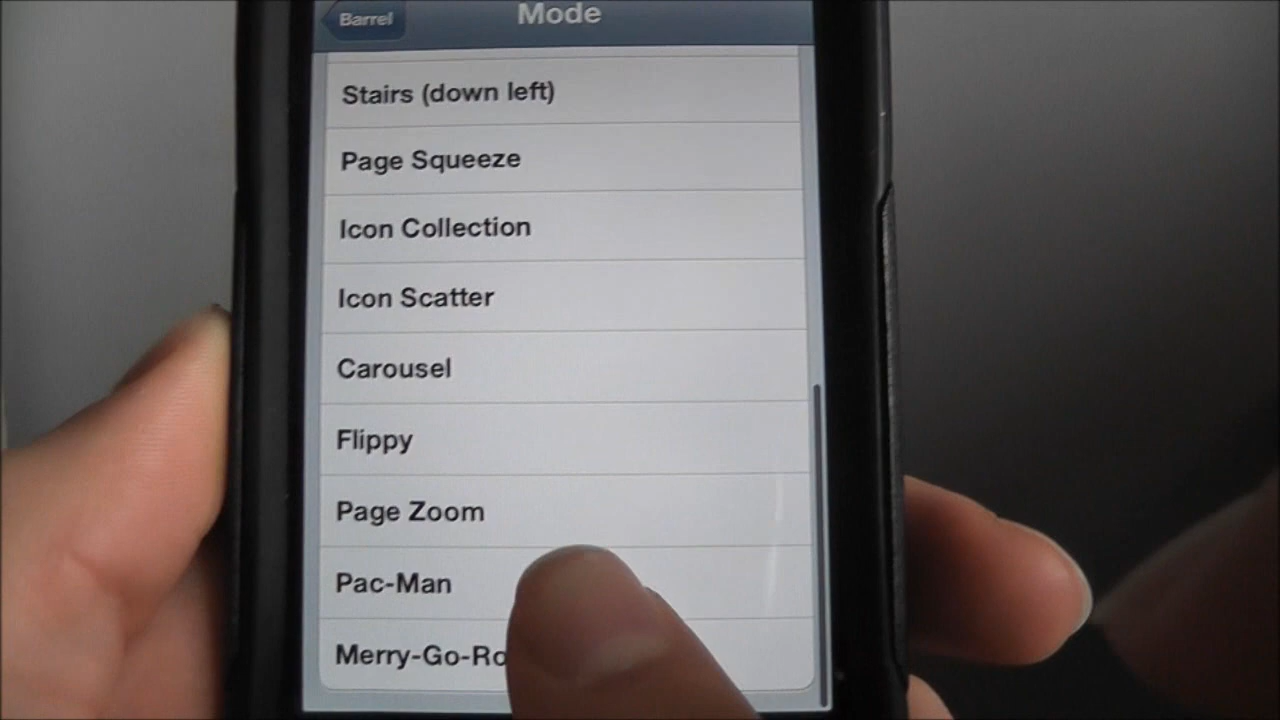 Barrel
Mode
Stairs (down left)
Page Squeeze
Icon Collection
Icon Scatter
Carousel
Flippy
Page Zoom
Pac-Man
Merry-Go-Ro